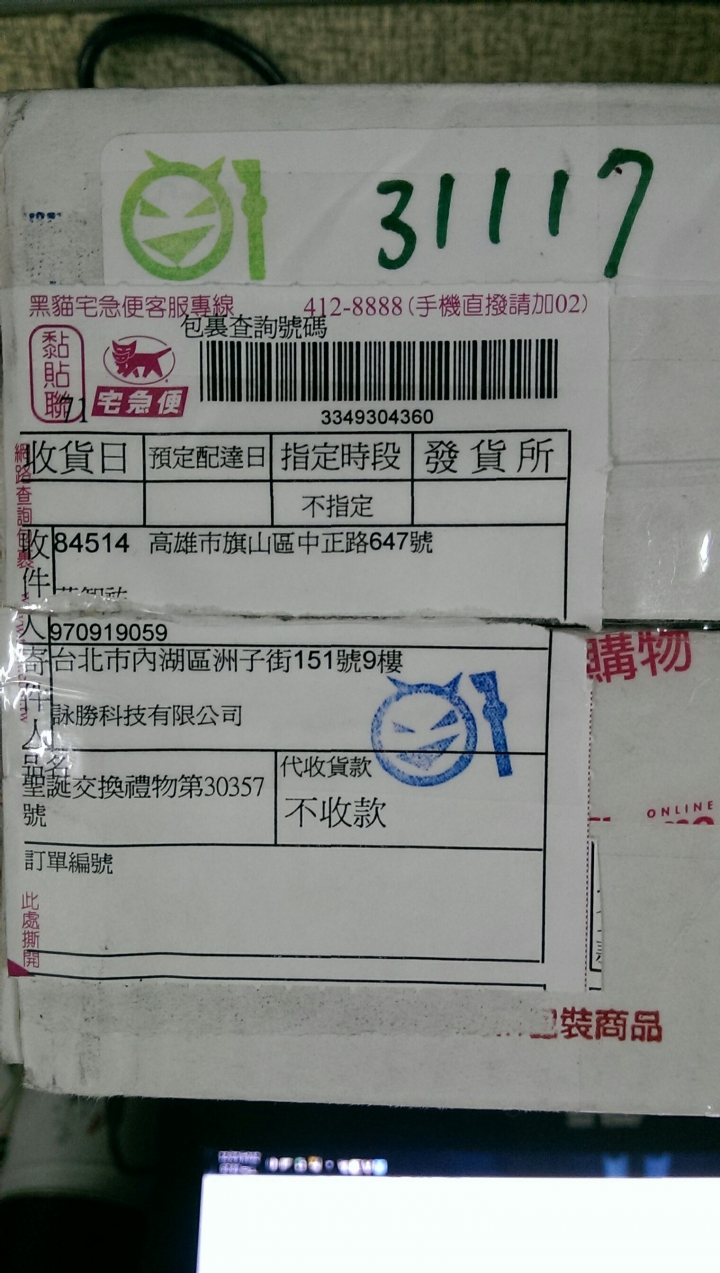 31117
黑貓宅急便客服專線 412-8888(手機直撥請加02)
包裹查詢號碼
黏貼聯
71
宅急便
3349304360
網路查詢包裹
收貨日 預定配達日 指定時段 發貨所
不指定
收件人
84514 高雄市旗山區中正路647號
970919059
寄件人
台北市內湖區洲子街151號9樓
詠勝科技有限公司
品名
聖誕交換禮物第30357
號
代收貨款
不收款
訂單編號
此處撕開
購物
ONLINE
裝商品